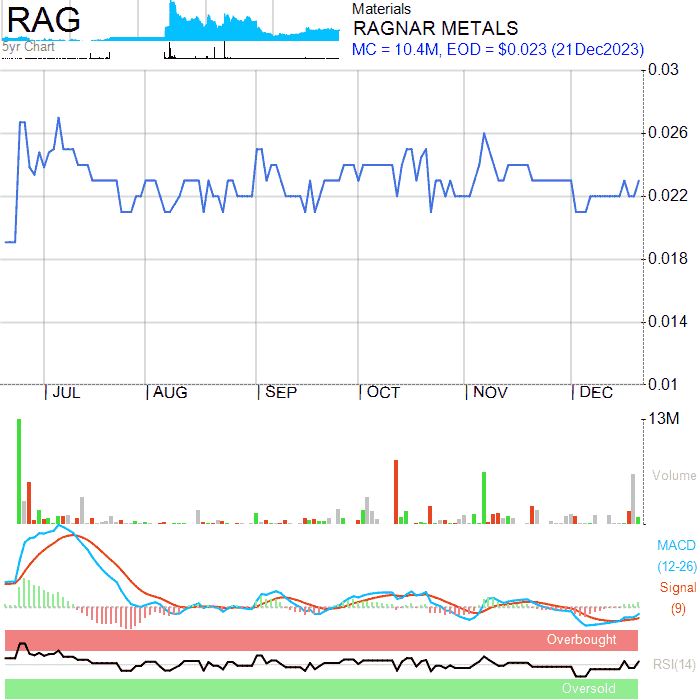 RAG
5yr Chart
Materials
RAGNAR METALS
MC = 10.4M, EOD = $0.023 (21Dec2023)
0.03
0.026
0.022
0.018
0.014
0.01
JUL AUG SEP OCT NOV DEC
13M
Volume
MACD
(12-26)
Signal
(9)
Overbought
RSI(14)
Oversold